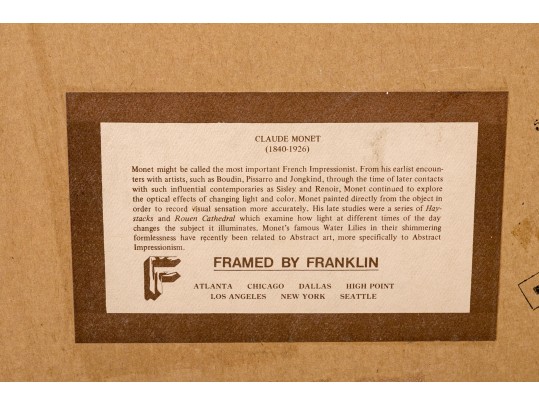 CLAUDE MONET
(1840-1926)
Monet might be called the most important French Impressionist. From his earlist encoun-
ters with artists, such as Boudin, Pissarro and Jongkind, through the time of later contacts
with such influential contemporaries as Sisley and Renoir, Monet continued to explore
the optical effects of changing light and color. Monet painted directly from the object in
order to record visual sensation more accurately. His late studies were a series of Hay-
stacks and Rouen Cathedral which examine how light at different times of the day
changes the subject it illuminates. Monet's famous Water Lilies in their shimmering
formlessness have recently been related to Abstract art, more specifically to Abstract
Impressionism.
F
FRAMED BY FRANKLIN
ATLANTA CHICAGO DALLAS HIGH POINT
LOS ANGELES NEW YORK SEATTLE